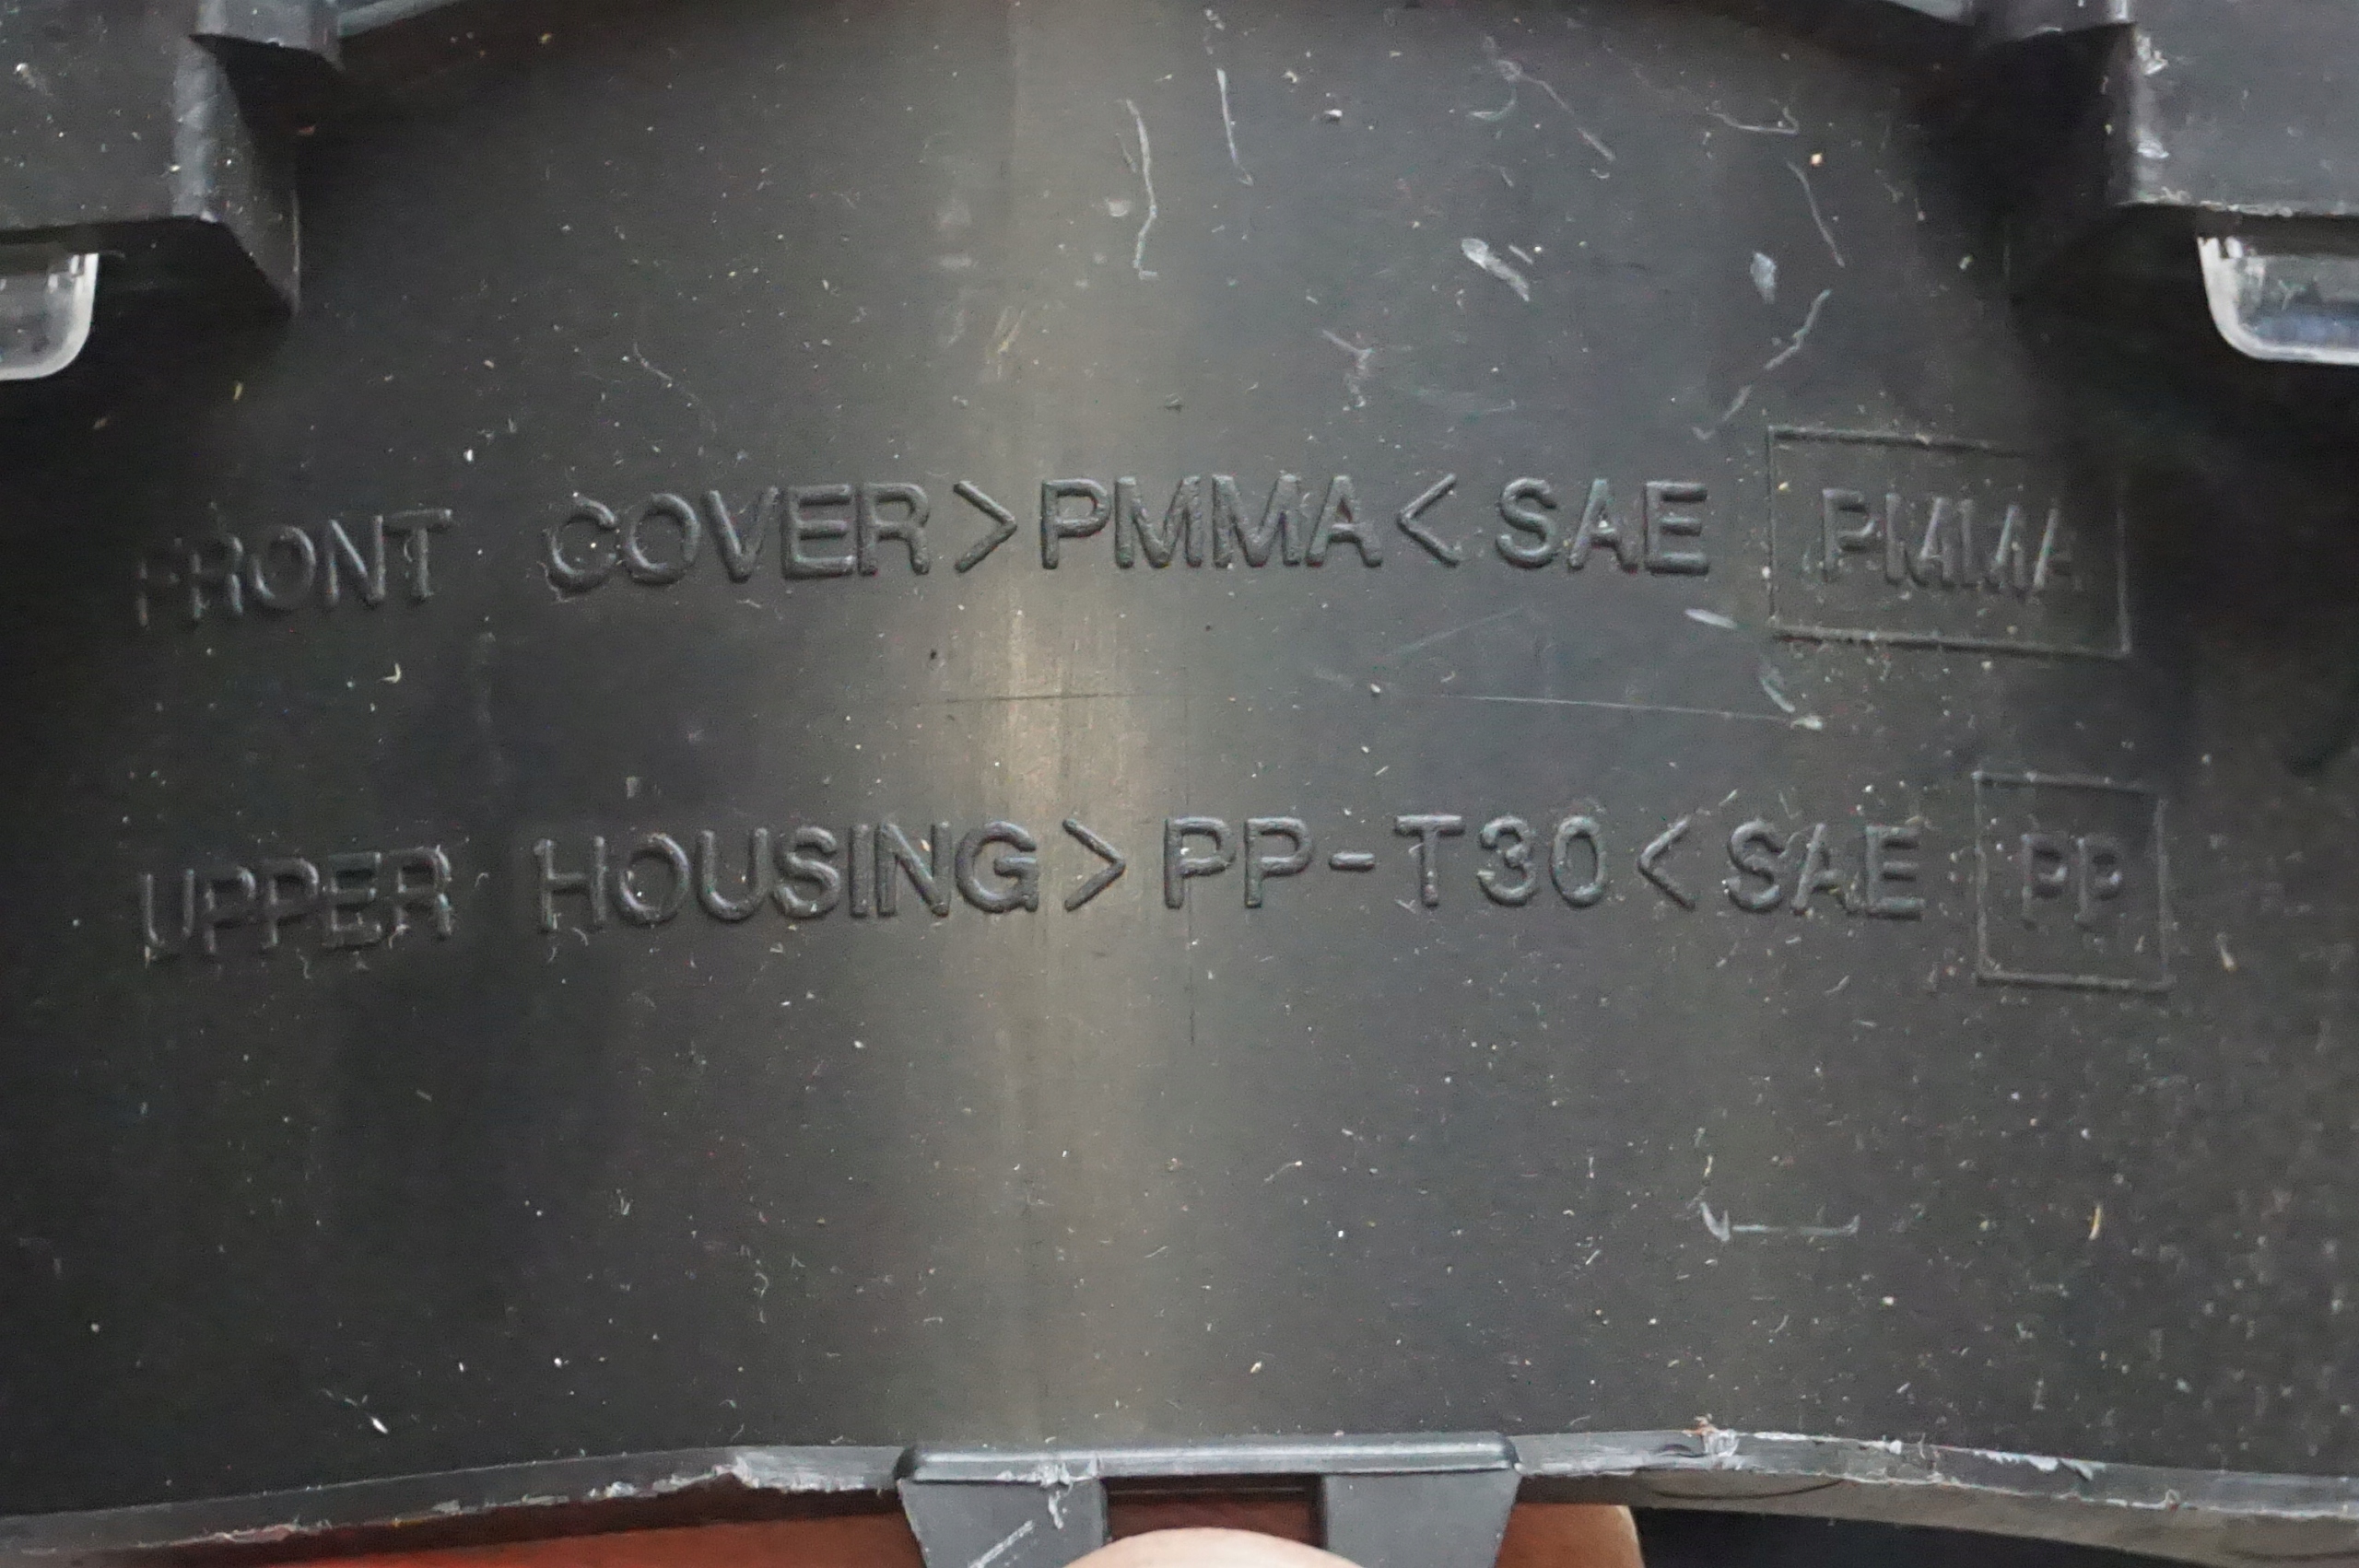 FRONT COVER>PMMA< SAE PMMA
UPPER HOUSING>PP-T30< SAE PP